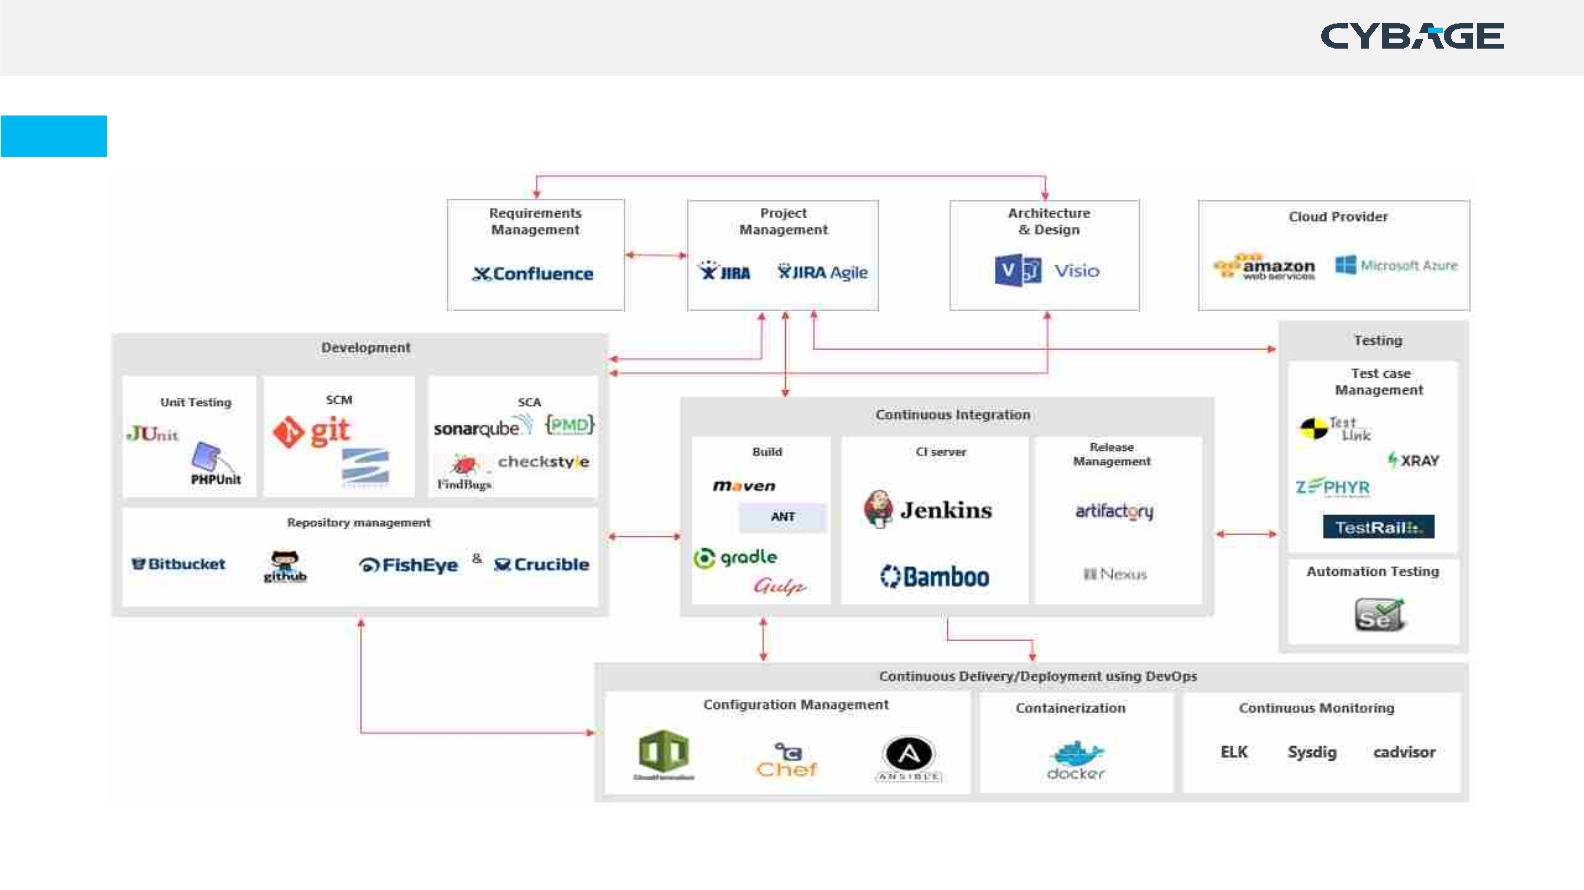 CYBAGE
Requirements
Management
Confluence
Project
Management
JIRA
JIRA Agile
Architecture
& Design
V
Visio
Cloud Provider
amazon
web services
Microsoft Azure
Development
Unit Testing
JUnit
PHPUnit
SCM
git
SCA
sonarqube
{PMD}
checkstyle
FindBugs
Repository management
Bitbucket
github
FishEye
&
Crucible
Continuous Integration
Build
maven
ANT
gradle
Gulp
CI server
Jenkins
Bamboo
Release
Management
artifactory
Nexus
Testing
Test case
Management
Test
Link
XRAY
ZEPHYR
TestRail
Automation Testing
Se
Continuous Delivery/Deployment using DevOps
Configuration Management
CloudFormation
C
Chef
A
ANSIBLE
Containerization
docker
Continuous Monitoring
ELK
Sysdig
cadvisor